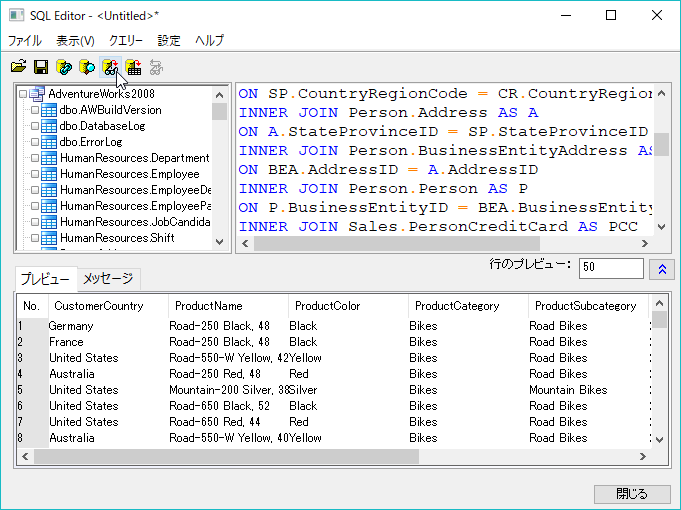 SQL Editor - <Untitled>*
ファイル 表示(V) クエリー 設定 ヘルプ
AdventureWorks2008
dbo.AWBuildVersion
dbo.DatabaseLog
dbo.ErrorLog
HumanResources.Department
HumanResources.Employee
HumanResources.EmployeeDe
HumanResources.EmployeePa
HumanResources.JobCandida
HumanResources.Shift
ON SP.CountryRegionCode = CR.CountryRegion
INNER JOIN Person.Address AS A
ON A.StateProvinceID = SP.StateProvinceID
INNER JOIN Person.BusinessEntityAddress AS
ON BEA.AddressID = A.AddressID
INNER JOIN Person.Person AS P
ON P.BusinessEntityID = BEA.BusinessEntity
INNER JOIN Sales.PersonCreditCard AS PCC
行のプレビュー: 50
プレビュー メッセージ
No. CustomerCountry ProductName ProductColor ProductCategory ProductSubcategory
1 Germany Road-250 Black, 48 Black Bikes Road Bikes
2 France Road-250 Black, 48 Black Bikes Road Bikes
3 United States Road-550-W Yellow, 42 Yellow Bikes Road Bikes
4 Australia Road-250 Red, 48 Red Bikes Road Bikes
5 United States Mountain-200 Silver, 38 Silver Bikes Mountain Bikes
6 United States Road-650 Black, 52 Black Bikes Road Bikes
7 United States Road-650 Red, 44 Red Bikes Road Bikes
8 Australia Road-550-W Yellow, 40 Yellow Bikes Road Bikes
閉じる